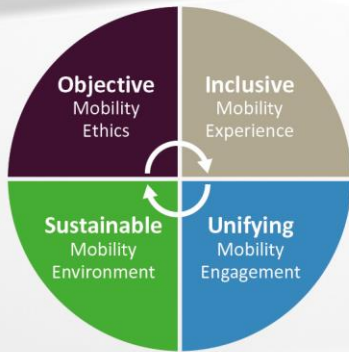 Objective
Mobility
Ethics
Inclusive
Mobility
Experience
Sustainable
Mobility
Environment
Unifying
Mobility
Engagement